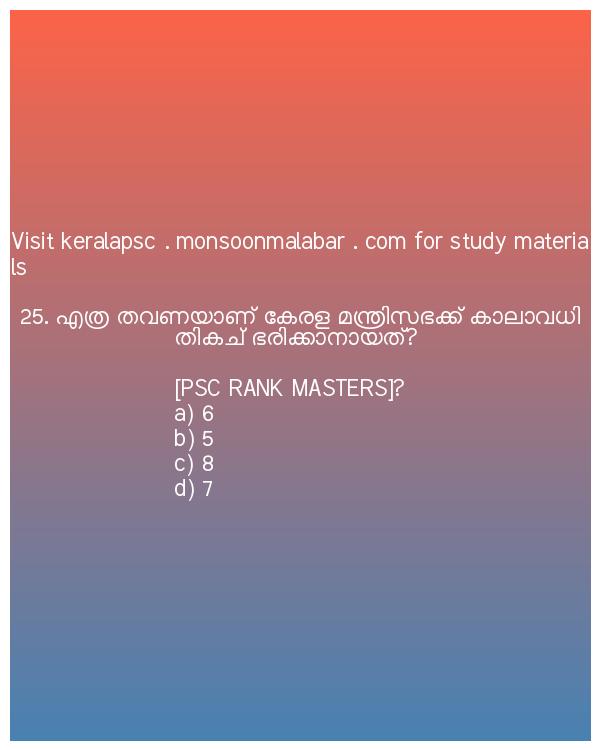 Visit keralapsc . monsoonmalabar . com for study materia
ls
25. എത്ര തവണയാണ് കേരള മന്ത്രിസഭക്ക് കാലാവധി
തികച് ഭരിക്കാനായത്?
[PSC RANK MASTERS]?
a) 6
b) 5
c) 8
d) 7